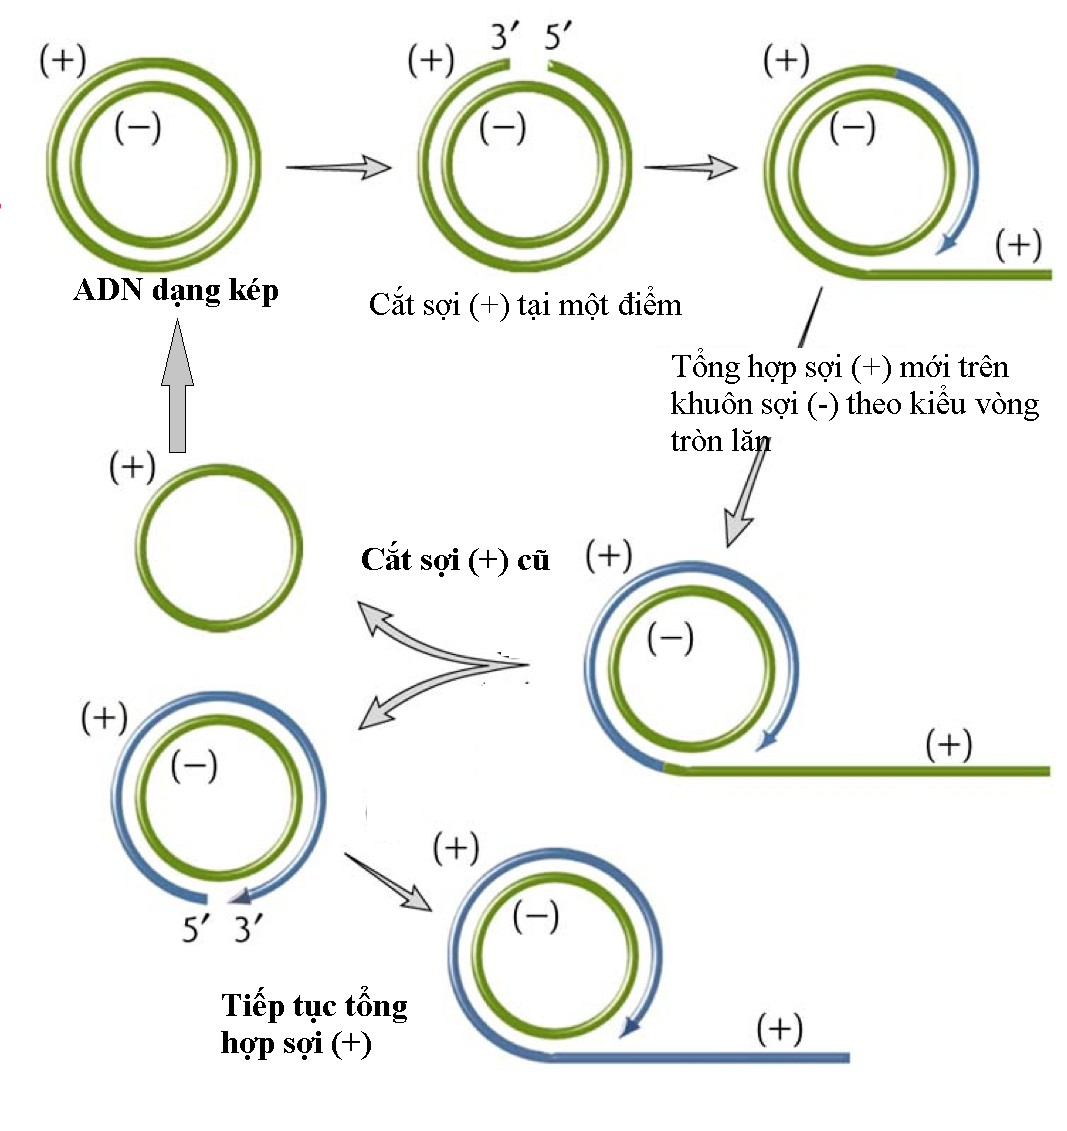 3′ 5′
(+) (+) (+)
(−) (−) (−)
(+)
ADN dạng kép
Cắt sợi (+) tại một điểm
Tổng hợp sợi (+) mới trên
khuôn sợi (-) theo kiểu vòng
tròn lăn
(+)
Cắt sợi (+) cũ
(+)
(−)
(+)
(+)
(−)
5′ 3′
(+)
(−)
Tiếp tục tổng
hợp sợi (+)
(+)